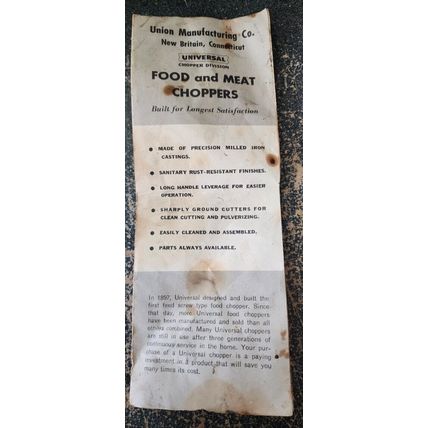 Union Manufacturing Co.
New Britain, Connecticut
UNIVERSAL
CHOPPER DIVISION
FOOD and MEAT
CHOPPERS
Built for Longest Satisfaction
● MADE OF PRECISION MILLED IRON
CASTINGS.
● SANITARY RUST-RESISTANT FINISHES.
● LONG HANDLE LEVERAGE FOR EASIER
OPERATION.
● SHARPLY GROUND CUTTERS FOR
CLEAN CUTTING AND PULVERIZING.
● EASILY CLEANED AND ASSEMBLED.
● PARTS ALWAYS AVAILABLE.
In 1897, Universal designed and built the
first feed screw type food chopper. Since
that day, more Universal food choppers
have been manufactured and sold than all
others combined. Many Universal choppers
are still in use after three generations of
continuous service in the home. Your pur-
chase of a Universal chopper is a paying
investment in a product that will save you
many times its cost.